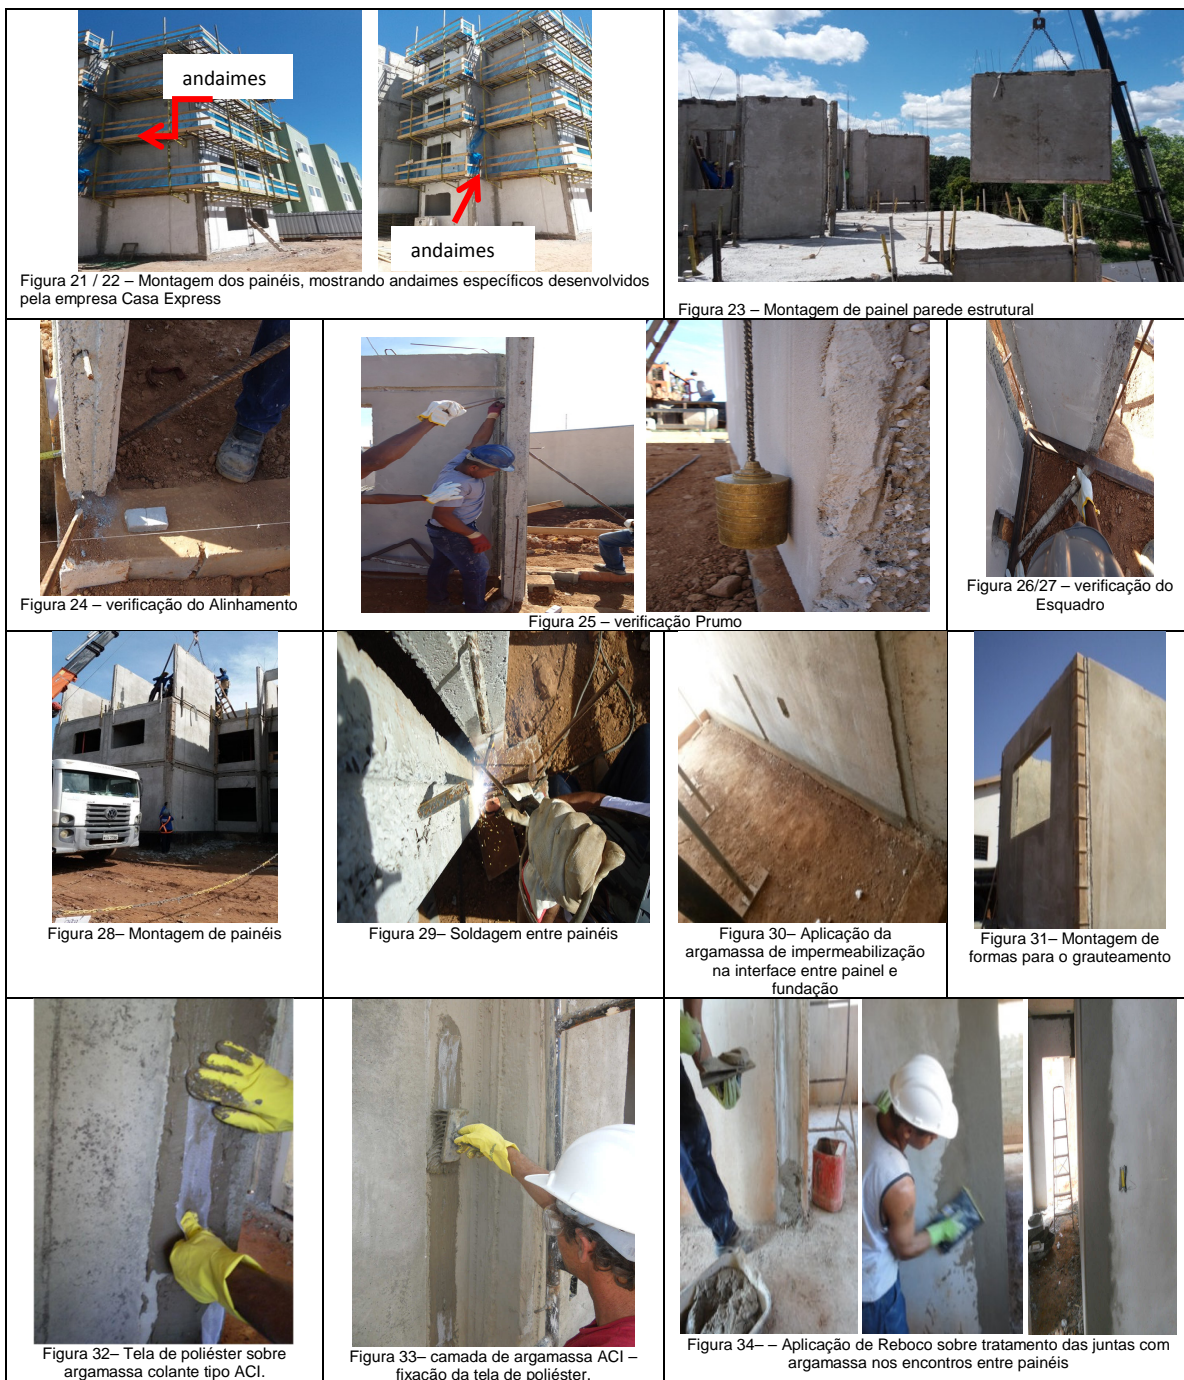 andaimes
andaimes
Figura 21 / 22 – Montagem dos painéis, mostrando andaimes específicos desenvolvidos
pela empresa Casa Express
Figura 23 – Montagem de painel parede estrutural
Figura 24 – verificação do Alinhamento
Figura 25 – verificação Prumo
Figura 26/27 – verificação do
Esquadro
Figura 28– Montagem de painéis
Figura 29– Soldagem entre painéis
Figura 30– Aplicação da
argamassa de impermeabilização
na interface entre painel e
fundação
Figura 31– Montagem de
formas para o grauteamento
Figura 32– Tela de poliéster sobre
argamassa colante tipo ACI.
Figura 33– camada de argamassa ACI –
fixação da tela de poliéster.
Figura 34– – Aplicação de Reboco sobre tratamento das juntas com
argamassa nos encontros entre painéis